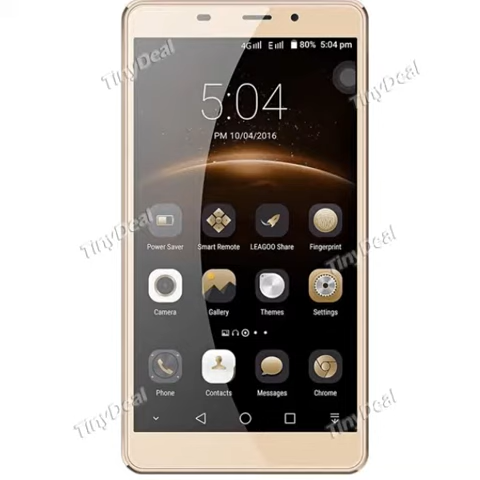 4G E 80% 5:04 pm
5:04
PM 10/04/2016
Power Saver Smart Remote LEAGOO Share Fingerprint
Camera Gallery Themes Settings
Phone Contacts Messages Chrome
TinyDeal
TinyDeal
TinyDeal
TinyDeal
TinyDeal
TinyDeal